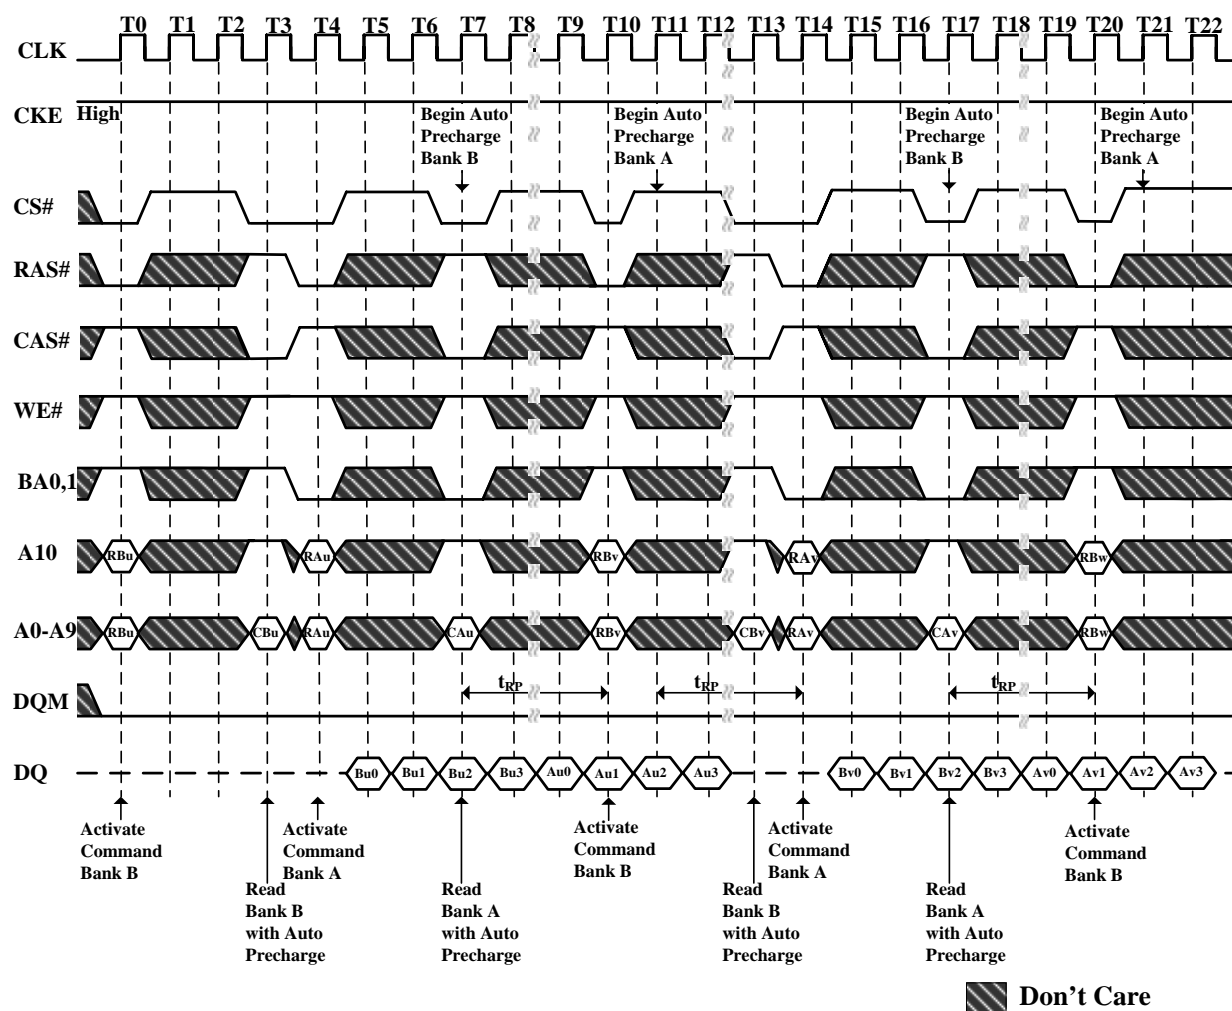 T0 T1 T2 T3 T4 T5 T6 T7 T8 T9 T10 T11 T12 T13 T14 T15 T16 T17 T18 T19 T20 T21 T22
CLK
CKE High
Begin Auto
Precharge
Bank B
Begin Auto
Precharge
Bank A
Begin Auto
Precharge
Bank B
Begin Auto
Precharge
Bank A
CS#
RAS#
CAS#
WE#
BA0,1
A10 RBu RAu RBv RAv RBw
A0-A9 RBu CBu RAu CAu RBv CBv RAv CAv RBw
tRP tRP tRP
DQM
DQ Bu0 Bu1 Bu2 Bu3 Au0 Au1 Au2 Au3 Bv0 Bv1 Bv2 Bv3 Av0 Av1 Av2 Av3
Activate
Command
Bank B
Read
Bank B
with Auto
Precharge
Activate
Command
Bank A
Read
Bank A
with Auto
Precharge
Activate
Command
Bank B
Read
Bank B
with Auto
Precharge
Activate
Command
Bank A
Read
Bank A
with Auto
Precharge
Activate
Command
Bank B
Don't Care